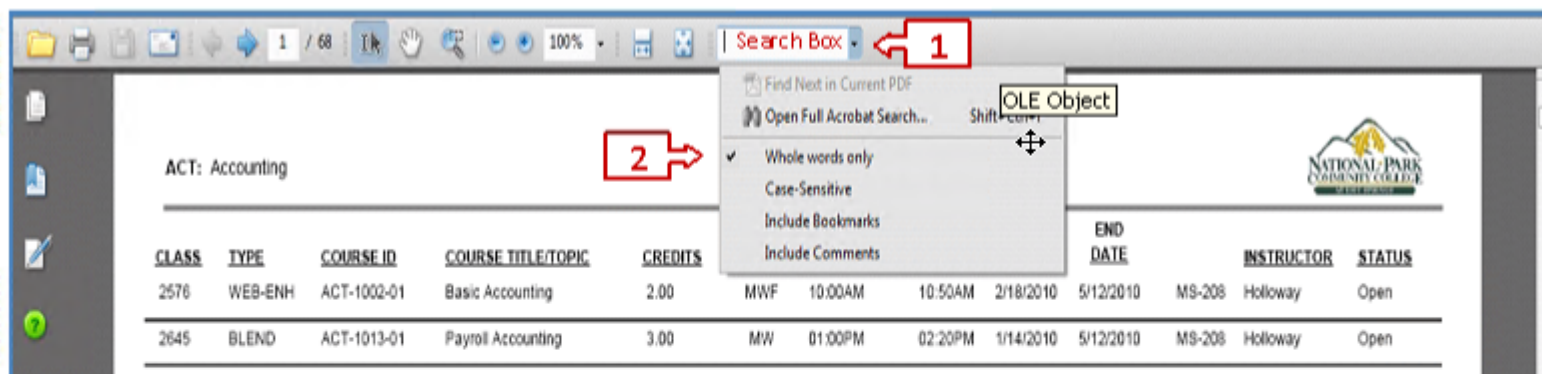 1 / 68 100% Search Box 1
Find Next in Current PDF
OLE Object
Open Full Acrobat Search...
2 Whole words only
ACT: Accounting
NATIONAL PARK
COMMUNITY COLLEGE
Case-Sensitive
Include Bookmarks
Include Comments
END
CLASS TYPE COURSE ID COURSE TITLE/TOPIC CREDITS DATE INSTRUCTOR STATUS
2576 WEB-ENH ACT-1002-01 Basic Accounting 2.00 MWF 10:00AM 10:50AM 2/18/2010 5/12/2010 MS-208 Holloway Open
2645 BLEND ACT-1013-01 Payroll Accounting 3.00 MW 01:00PM 02:20PM 1/14/2010 5/12/2010 MS-208 Holloway Open